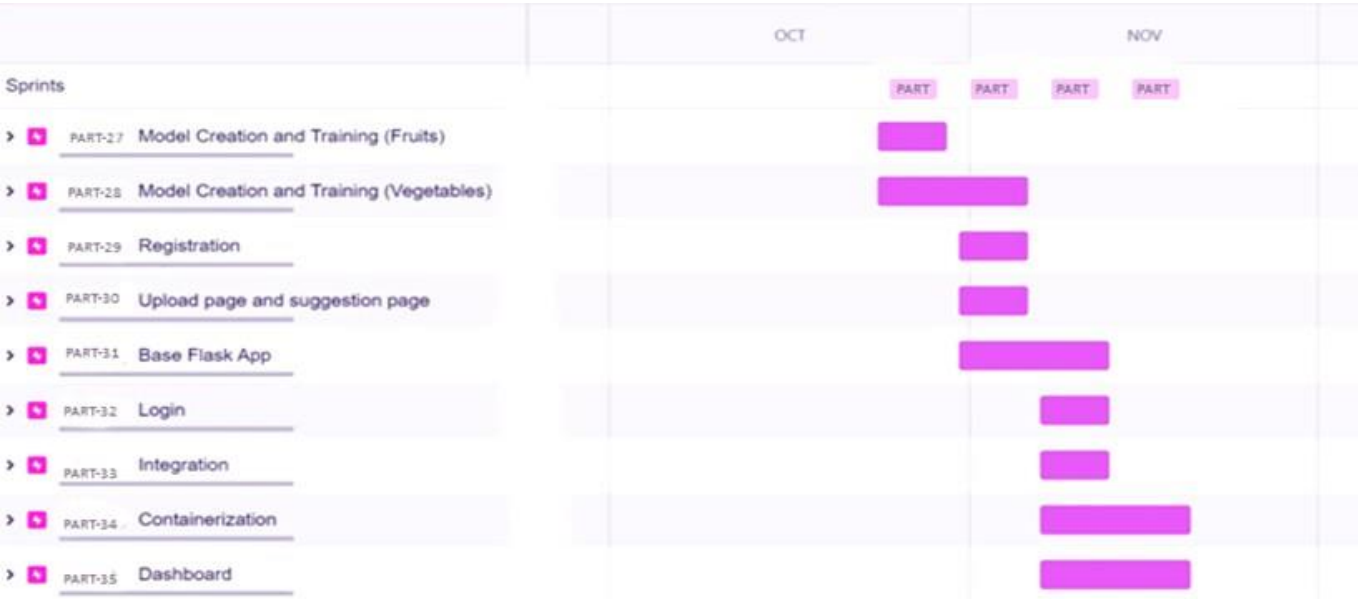 OCT NOV
Sprints PART PART PART PART
PART-27 Model Creation and Training (Fruits)
PART-28 Model Creation and Training (Vegetables)
PART-29 Registration
PART-30 Upload page and suggestion page
PART-31 Base Flask App
PART-32 Login
PART-33 Integration
PART-34 Containerization
PART-35 Dashboard